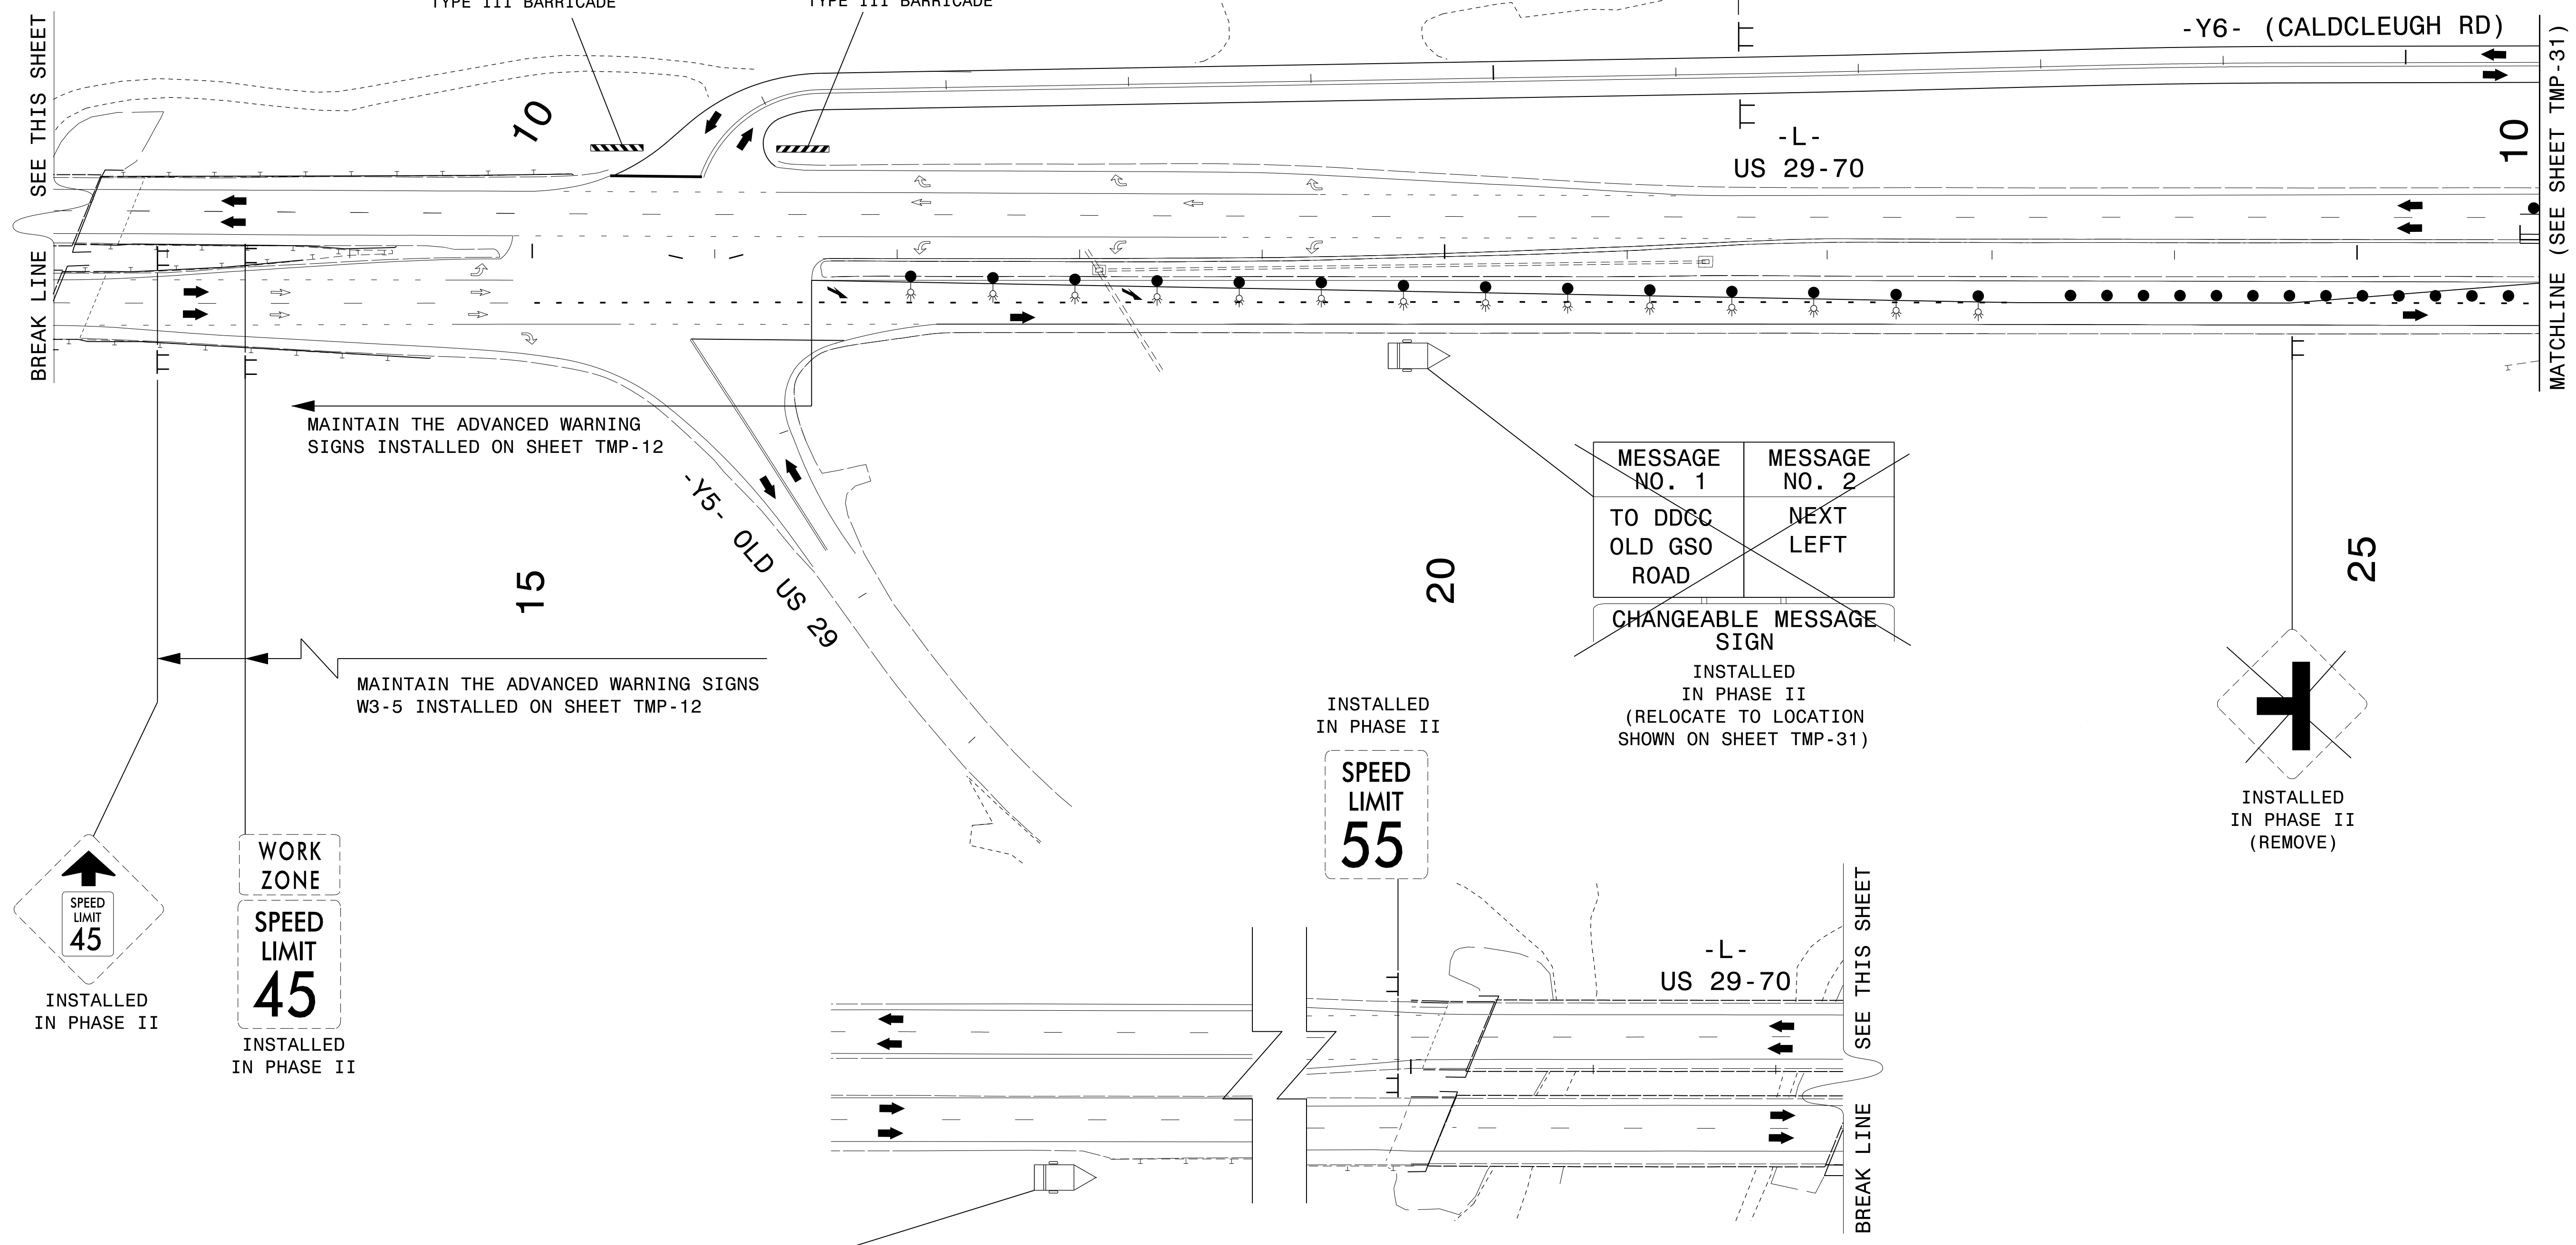 TYPE III BARRICADE
TYPE III BARRICADE
-Y6- (CALDCLEUGH RD)
BREAK LINE SEE THIS SHEET
MATCHLINE (SEE SHEET TMP-31)
10
10
-L-
US 29-70
MAINTAIN THE ADVANCED WARNING
SIGNS INSTALLED ON SHEET TMP-12
-Y5- OLD US 29
MESSAGE
NO. 1
MESSAGE
NO. 2
TO DDCC
OLD GSO
ROAD
NEXT
LEFT
CHANGEABLE MESSAGE
SIGN
INSTALLED
IN PHASE II
(RELOCATE TO LOCATION
SHOWN ON SHEET TMP-31)
15
20
25
MAINTAIN THE ADVANCED WARNING SIGNS
W3-5 INSTALLED ON SHEET TMP-12
INSTALLED
IN PHASE II
SPEED
LIMIT
55
INSTALLED
IN PHASE II
(REMOVE)
SPEED
LIMIT
45
INSTALLED
IN PHASE II
WORK
ZONE
SPEED
LIMIT
45
INSTALLED
IN PHASE II
-L-
US 29-70
BREAK LINE SEE THIS SHEET